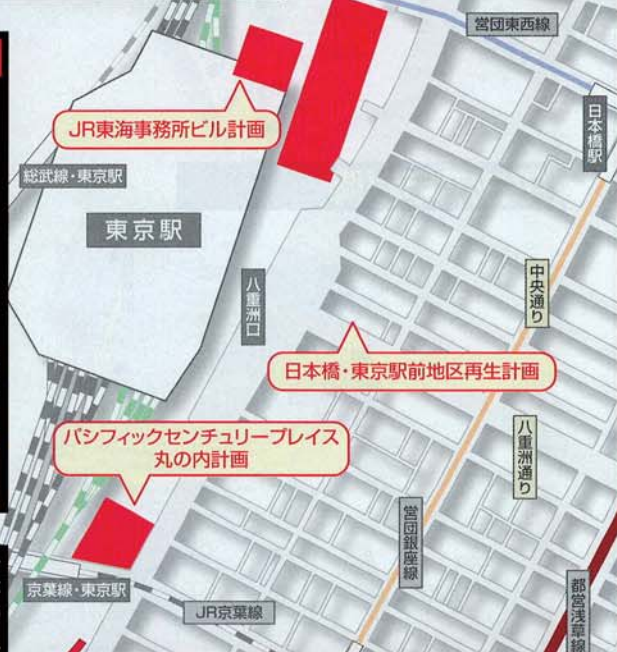 営団東西線
日本橋駅
JR東海事務所ビル計画
総武線・東京駅
東京駅
八重洲口
中央通り
日本橋・東京駅前地区再生計画
パシフィックセンチュリープレイス
丸の内計画
八重洲通り
営団銀座線
京葉線・東京駅
JR京葉線
都営浅草線